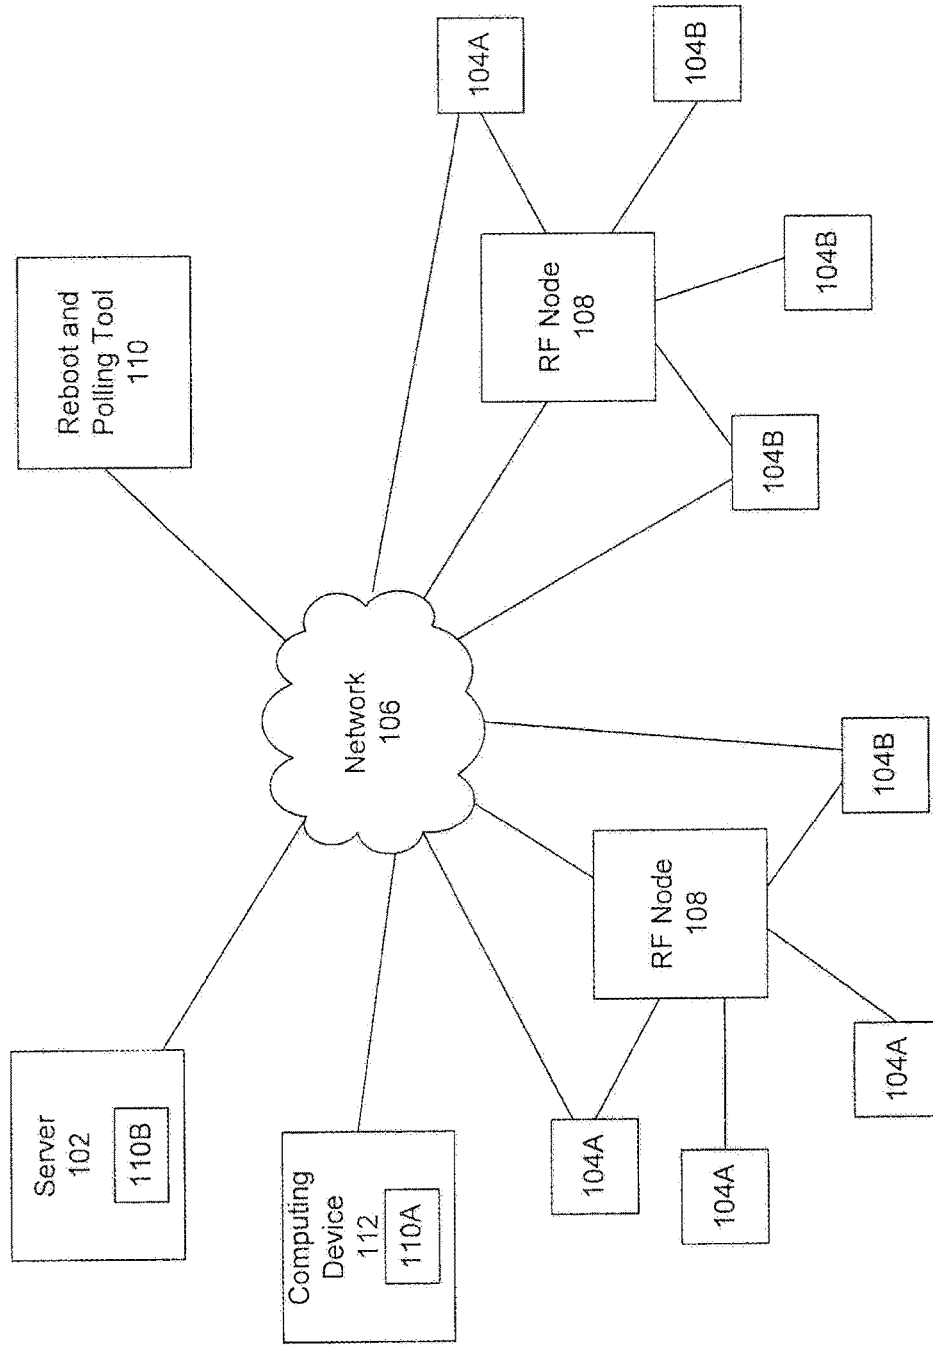 Server
102
110B
Computing
Device
112
110A
Network
106
Reboot and
Polling Tool
110
RF Node
108
RF Node
108
104A
104A
104A
104B
104B
104B
104B
104A